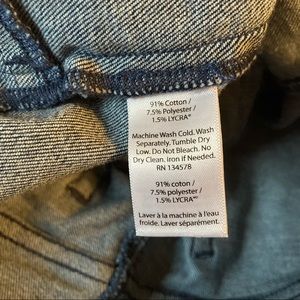 91% Cotton /
7.5% Polyester /
1.5% LYCRA®
Machine Wash Cold. Wash
Separately. Tumble Dry
Low. Do Not Bleach. No
Dry Clean. Iron if Needed.
RN 134578
91% coton /
7.5% polyester /
1.5% LYCRA®
Laver à la machine à l'eau
froide. Laver séparément.